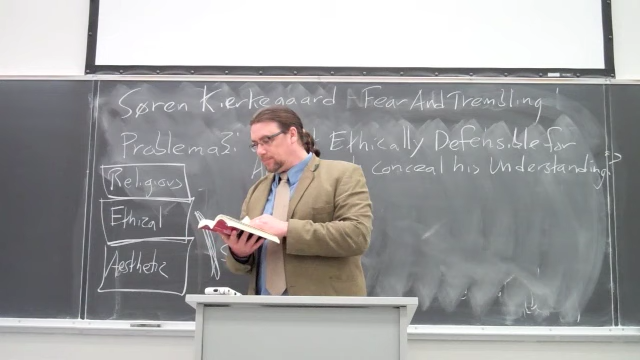 Søren Kierkegaard Fear And Trembling
Problema 3: Ethically Defensible for
conceal his Understanding?
Religious
Ethical
Aesthetic